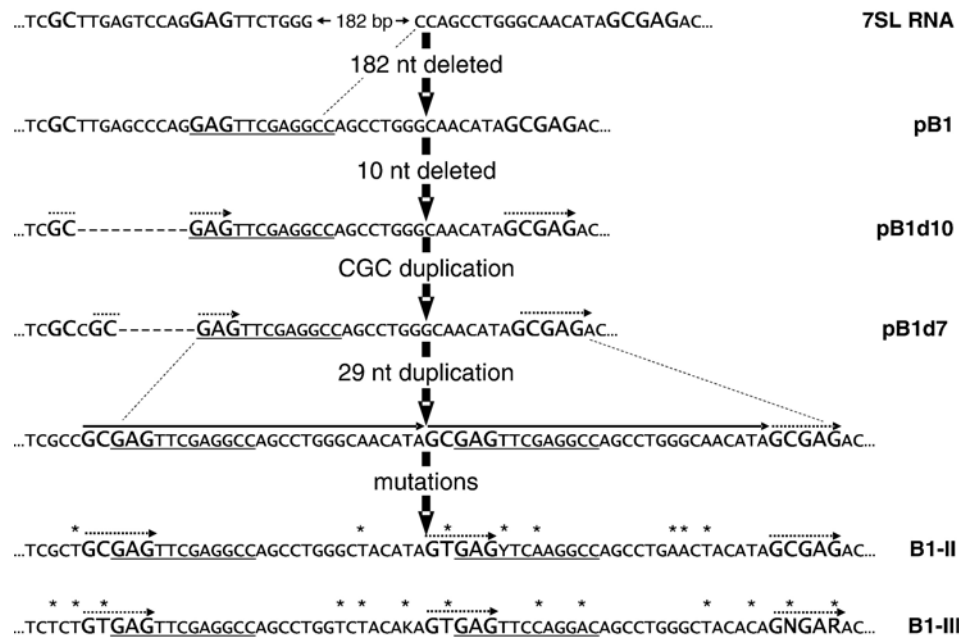 ...TCGCTTGAGTCCAGGAGTTCTGGG ←182 bp→ CCAGCCTGGGCAACATAGCGAGAC... 7SL RNA
182 nt deleted
...TCGCTTGAGCCCAGGAGTTCGAGGCCAGCCTGGGCAACATAGCGAGAC... pB1
10 nt deleted
...TCGC---------GAGTTCGAGGCCAGCCTGGGCAACATAGCGAGAC... pB1d10
CGC duplication
...TCGCCGC------GAGTTCGAGGCCAGCCTGGGCAACATAGCGAGAC... pB1d7
29 nt duplication
...TCGCCGCGAGTTCGAGGCCAGCCTGGGCAACATAGCGAGTTCGAGGCCAGCCTGGGCAACATAGCGAGAC...
mutations
* * * * * * * *
...TCGCTGCGAGTTCGAGGCCAGCCTGGGCTACATAGTGAGYTCAAGGCCAGCCTGAACTACATAGCGAGAC... B1-II
* * * * * * * * * * * * *
...TCTCTGTGAGTTCGAGGCCAGCCTGGTCTACAKAGTGAGTTCCAGGACAGCCTGGGCTACACAGNGARAC... B1-III